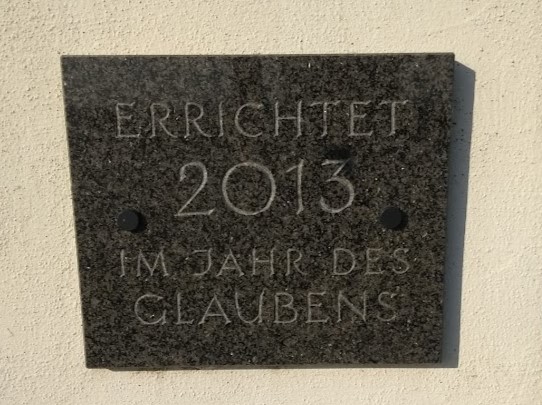 ERRICHTET
2013
IM JAHR DES
GLAUBENS